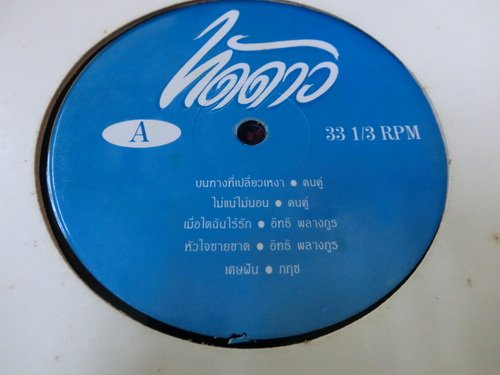 ทัดดาว
A
33 1/3 RPM
บนทางที่เปลี่ยวเหงา ● คนคู่
ไม่แน่ไม่นอน ● คนคู่
เมื่อใดฉันไร้รัก ● อิทธิ พลางกูร
หัวใจขายขาด ● อิทธิ พลางกูร
เศษฝัน ● กฤช